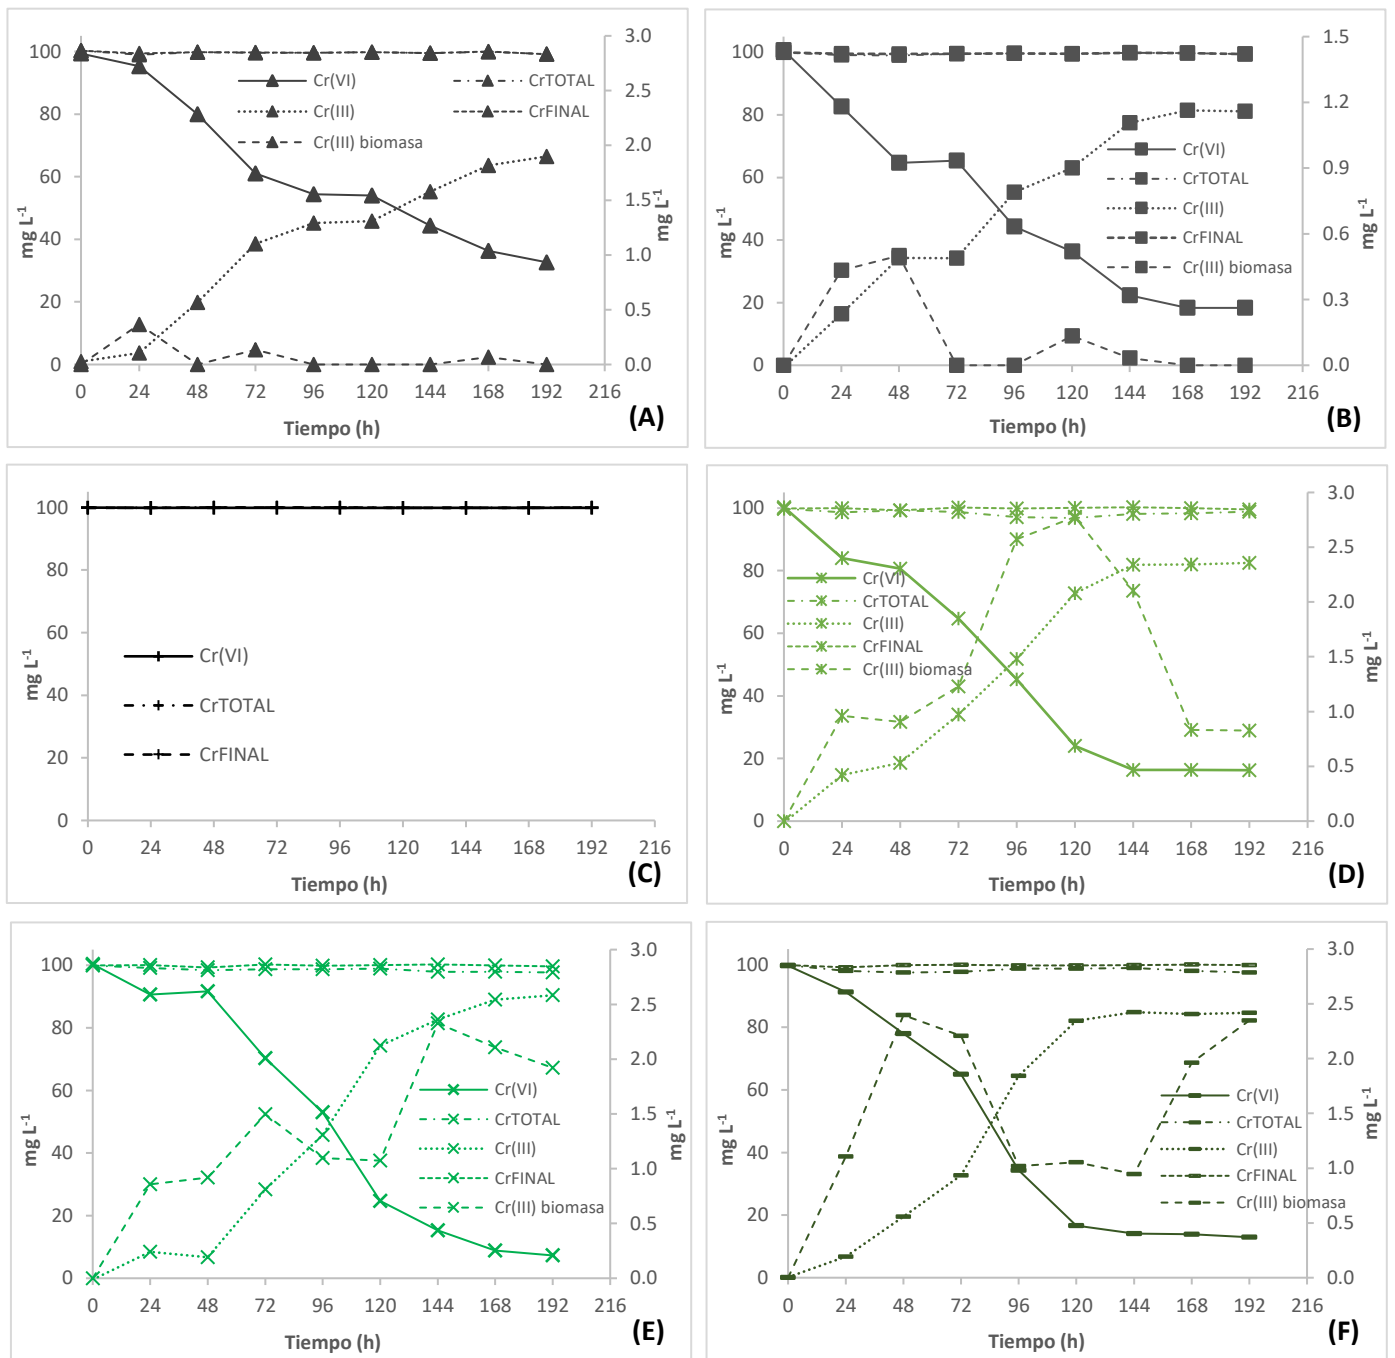 100
80
60
40
20
0
mg L⁻¹
3.0
2.5
2.0
1.5
1.0
0.5
0.0
mg L⁻¹
Cr(VI)
CrTOTAL
Cr(III)
CrFINAL
Cr(III) biomasa
0 24 48 72 96 120 144 168 192 216
Tiempo (h)
(A)
100
80
60
40
20
0
mg L⁻¹
1.5
1.2
0.9
0.6
0.3
0.0
mg L⁻¹
Cr(VI)
CrTOTAL
Cr(III)
CrFINAL
Cr(III) biomasa
0 24 48 72 96 120 144 168 192 216
Tiempo (h)
(B)
100
80
60
40
20
0
mg L⁻¹
Cr(VI)
CrTOTAL
CrFINAL
0 24 48 72 96 120 144 168 192 216
Tiempo (h)
(C)
100
80
60
40
20
0
mg L⁻¹
3.0
2.5
2.0
1.5
1.0
0.5
0.0
mg L⁻¹
Cr(VI)
CrTOTAL
Cr(III)
CrFINAL
Cr(III) biomasa
0 24 48 72 96 120 144 168 192 216
Tiempo (h)
(D)
100
80
60
40
20
0
mg L⁻¹
3.0
2.5
2.0
1.5
1.0
0.5
0.0
mg L⁻¹
Cr(VI)
CrTOTAL
Cr(III)
CrFINAL
Cr(III) biomasa
0 24 48 72 96 120 144 168 192 216
Tiempo (h)
(E)
100
80
60
40
20
0
mg L⁻¹
3.0
2.5
2.0
1.5
1.0
0.5
0.0
mg L⁻¹
Cr(VI)
CrTOTAL
Cr(III)
CrFINAL
Cr(III) biomasa
0 24 48 72 96 120 144 168 192 216
Tiempo (h)
(F)